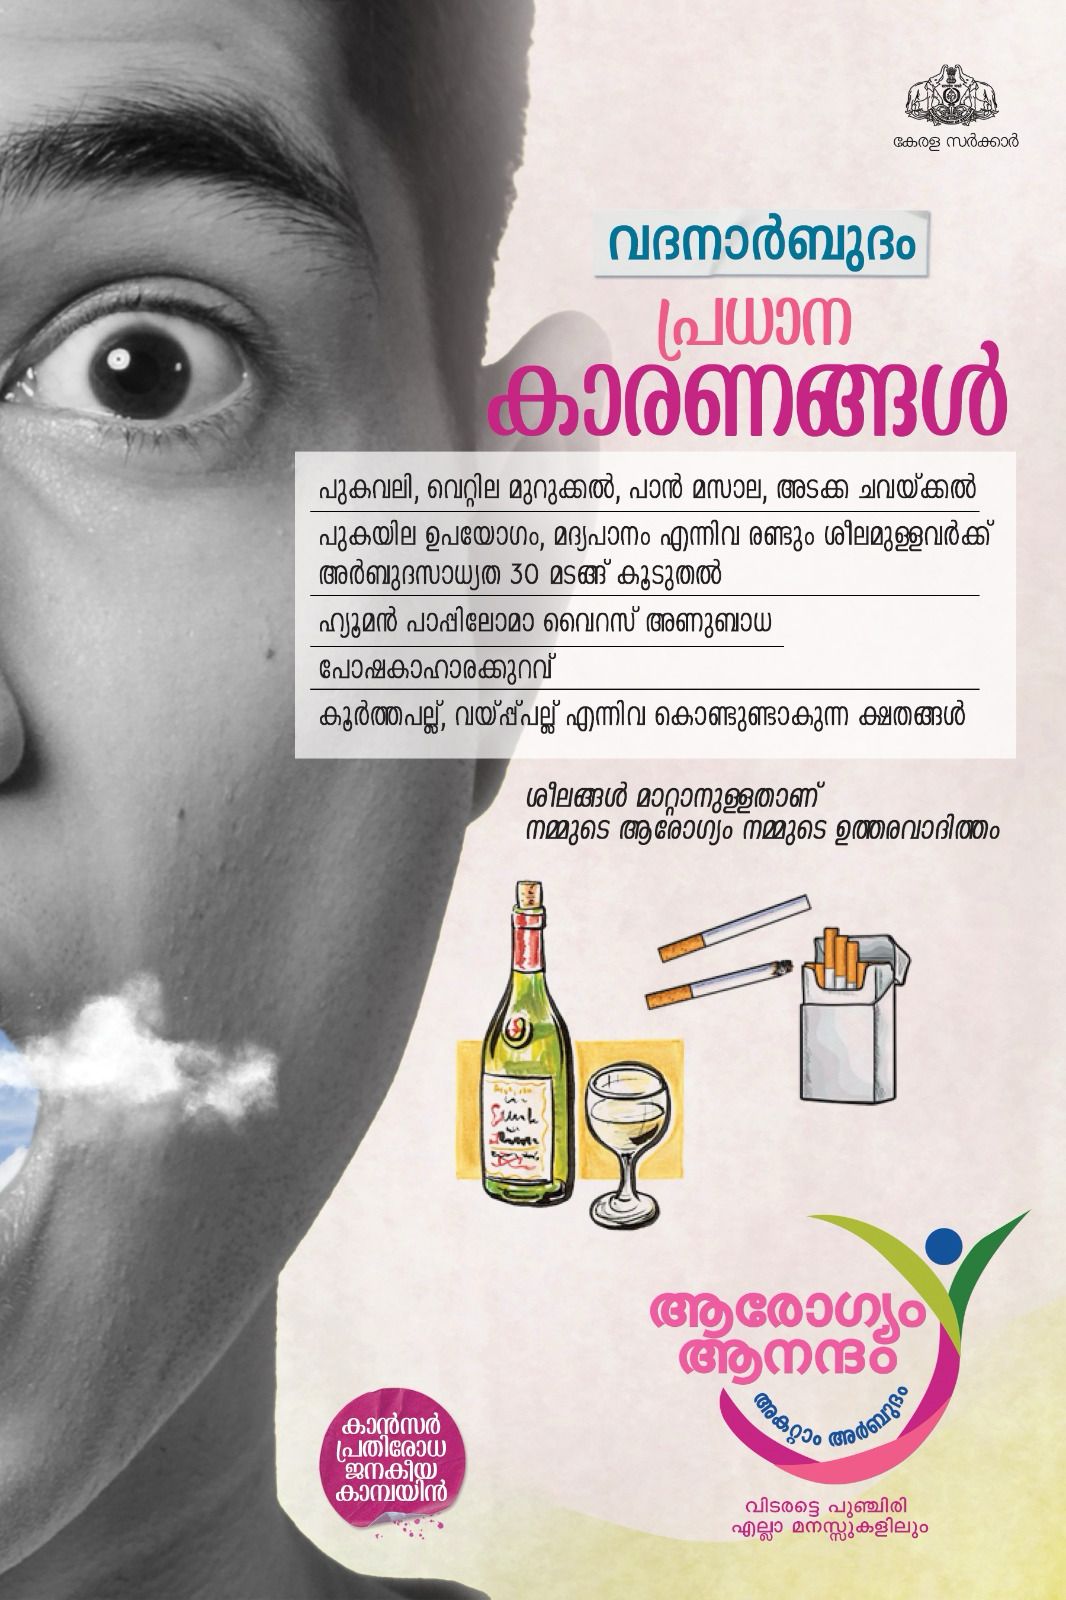 കേരള സർക്കാർ
വദനാർബുദം
പ്രധാന
കാരണങ്ങൾ
പുകവലി, വെറ്റില മുറുക്കൽ, പാൻ മസാല, അടക്ക ചവയ്ക്കൽ
പുകയില ഉപയോഗം, മദ്യപാനം എന്നിവ രണ്ടും ശീലമുള്ളവർക്ക്
അർബുദസാധ്യത 30 മടങ്ങ് കൂടുതൽ
ഹ്യൂമൻ പാപ്പിലോമാ വൈറസ് അണുബാധ
പോഷകാഹാരക്കുറവ്
കൂർത്തപല്ല്, വയ്പ്പ്പല്ല് എന്നിവ കൊണ്ടുണ്ടാകുന്ന ക്ഷതങ്ങൾ
ശീലങ്ങൾ മാറ്റാനുള്ളതാണ്
നമ്മുടെ ആരോഗ്യം നമ്മുടെ ഉത്തരവാദിത്തം
ആരോഗ്യം
ആനന്ദം
അകറ്റാം അർബുദം
കാൻസർ
പ്രതിരോധ
ജനകീയ
കാമ്പയിൻ
വിടരട്ടെ പുഞ്ചിരി
എല്ലാ മനസ്സുകളിലും